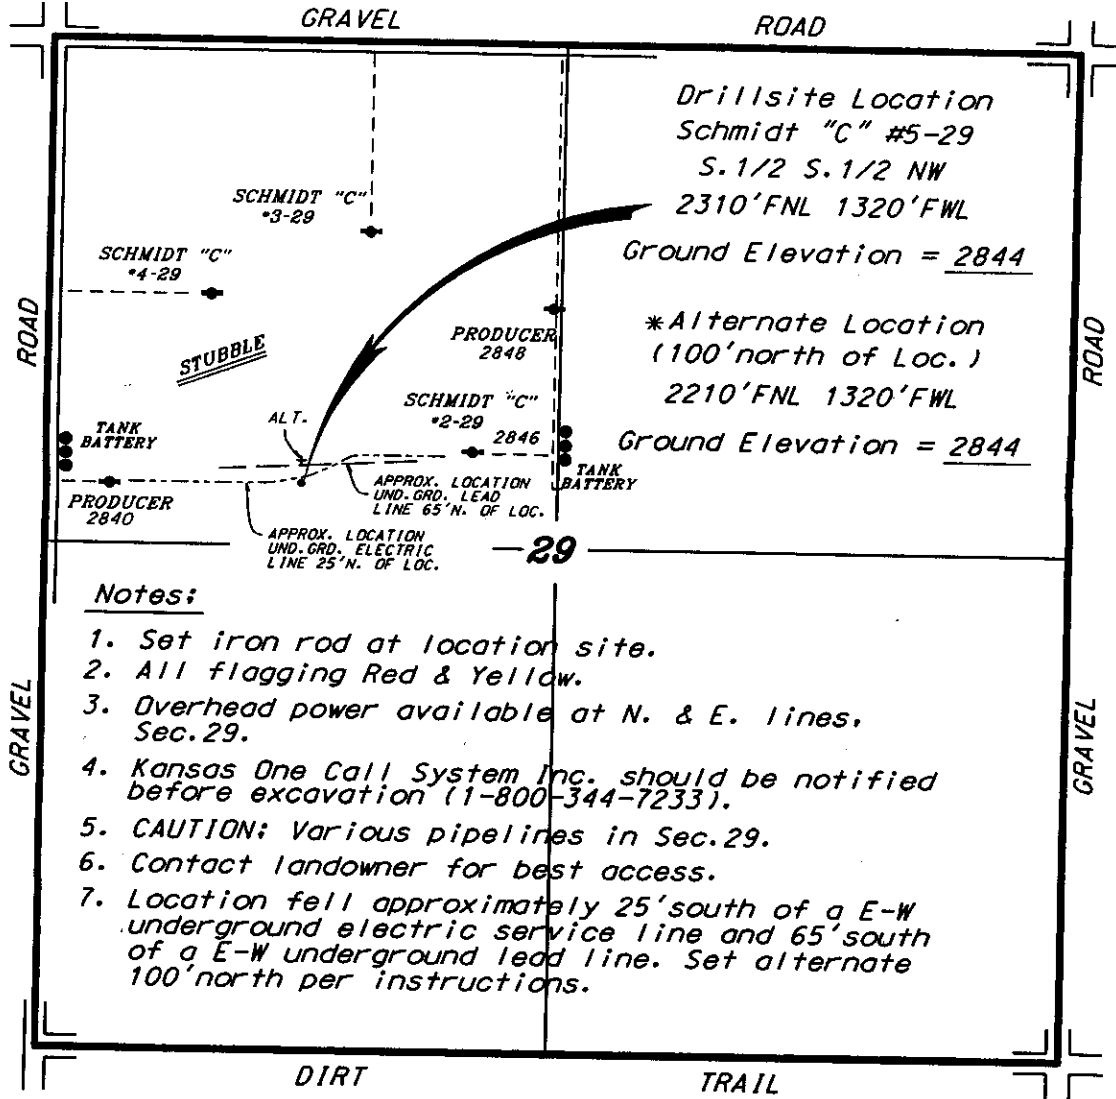 GRAVEL ROAD
Drillsite Location
Schmidt "C" #5-29
S.1/2 S.1/2 NW
2310'FNL 1320'FWL
Ground Elevation = 2844
*Alternate Location
(100'north of Loc.)
2210'FNL 1320'FWL
Ground Elevation = 2844
SCHMIDT "C"
*3-29
SCHMIDT "C"
*4-29
STUBBLE
PRODUCER
2848
SCHMIDT "C"
*2-29
2846
ALT.
TANK
BATTERY
TANK
BATTERY
PRODUCER
2840
APPROX. LOCATION
UND.GRD. LEAD
LINE 65'N. OF LOC.
APPROX. LOCATION
UND.GRD. ELECTRIC
LINE 25'N. OF LOC.
29
ROAD
GRAVEL
ROAD
GRAVEL
Notes:
1. Set iron rod at location site.
2. All flagging Red & Yellow.
3. Overhead power available at N. & E. lines,
Sec.29.
4. Kansas One Call System Inc. should be notified
before excavation (1-800-344-7233).
5. CAUTION: Various pipelines in Sec.29.
6. Contact landowner for best access.
7. Location fell approximately 25'south of a E-W
underground electric service line and 65'south
of a E-W underground lead line. Set alternate
100'north per instructions.
DIRT TRAIL